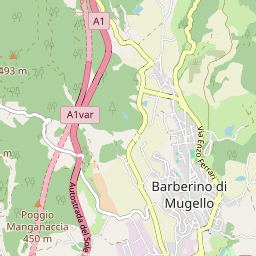 A1
493 m
A1var
Via Enzo Ferrari
Barberino di
Mugello
Autostrada del Sole
Poggio
Manganaccia
450 m